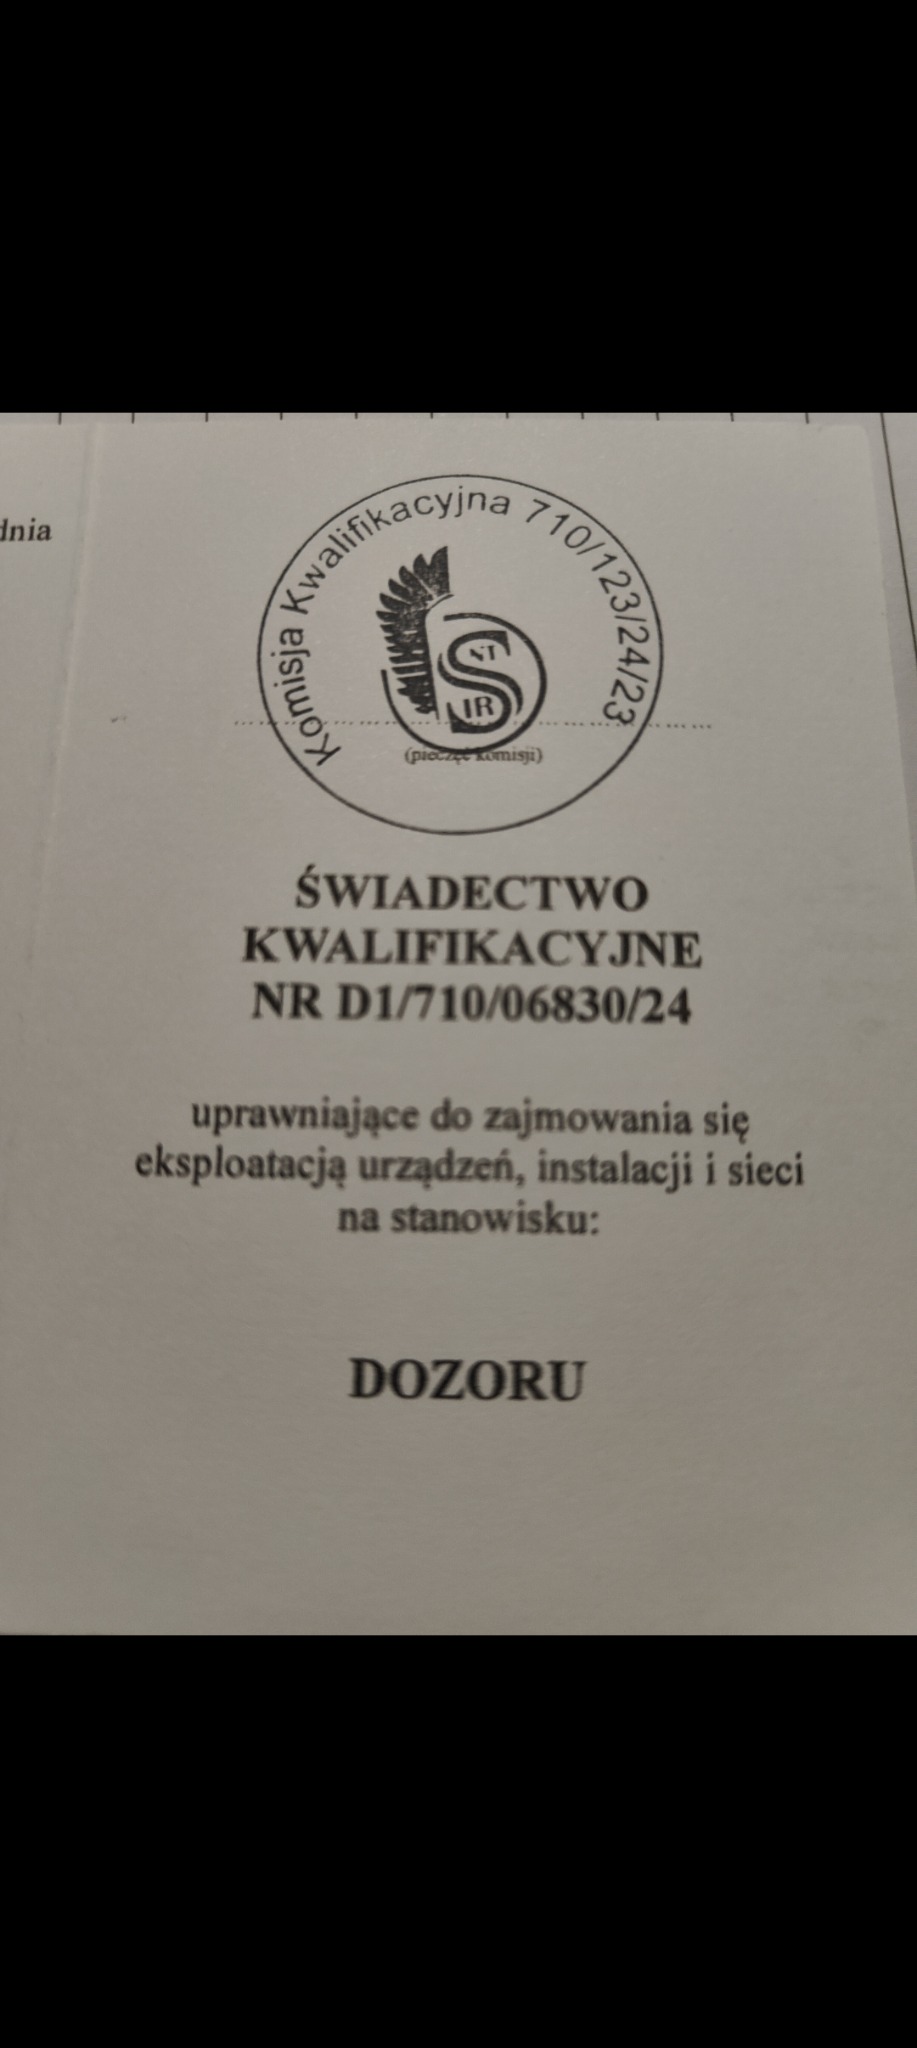 dnia
Komisja Kwalifikacyjna 710/123/24/23
IR
(pieczęć komisji)
ŚWIADECTWO
KWALIFIKACYJNE
NR D1/710/06830/24
uprawniające do zajmowania się
eksploatacją urządzeń, instalacji i sieci
na stanowisku:
DOZORU